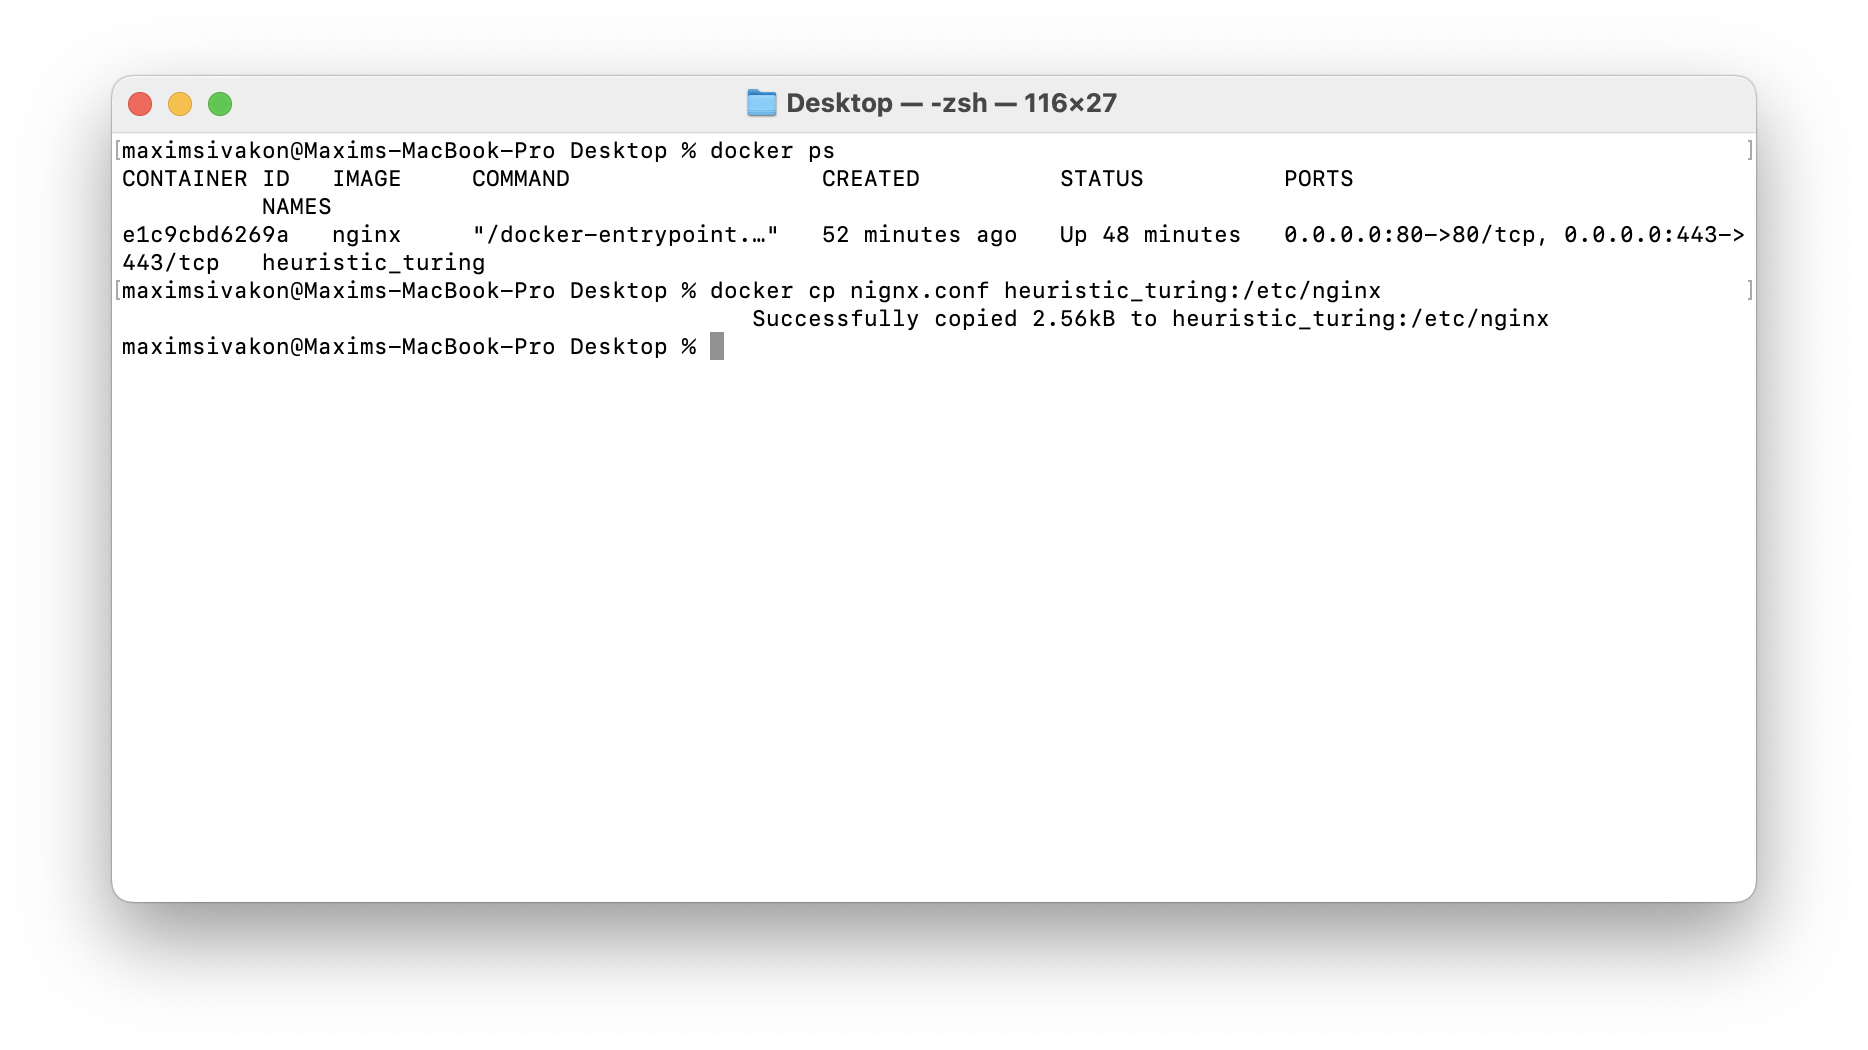 Desktop — -zsh — 116×27
maximsivakon@Maxims-MacBook-Pro Desktop % docker ps
CONTAINER ID   IMAGE     COMMAND                  CREATED          STATUS          PORTS
          NAMES
e1c9cbd6269a   nginx     "/docker-entrypoint.…"   52 minutes ago   Up 48 minutes   0.0.0.0:80->80/tcp, 0.0.0.0:443->
443/tcp   heuristic_turing
maximsivakon@Maxims-MacBook-Pro Desktop % docker cp nignx.conf heuristic_turing:/etc/nginx
                                             Successfully copied 2.56kB to heuristic_turing:/etc/nginx
maximsivakon@Maxims-MacBook-Pro Desktop %